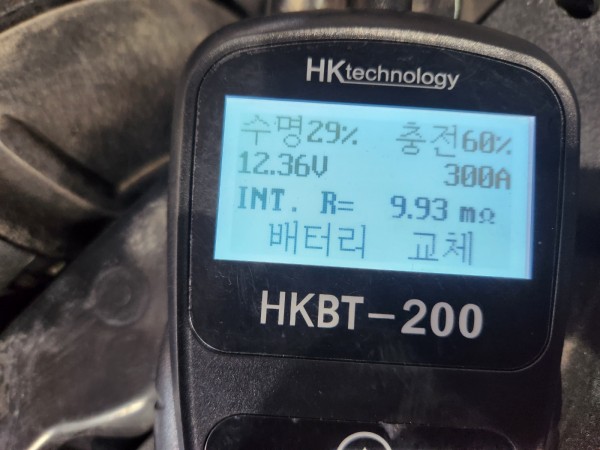 HKtechnology
수명29% 충전60%
12.36V 300A
INT. R= 9.93 mΩ
배터리 교체
HKBT-200